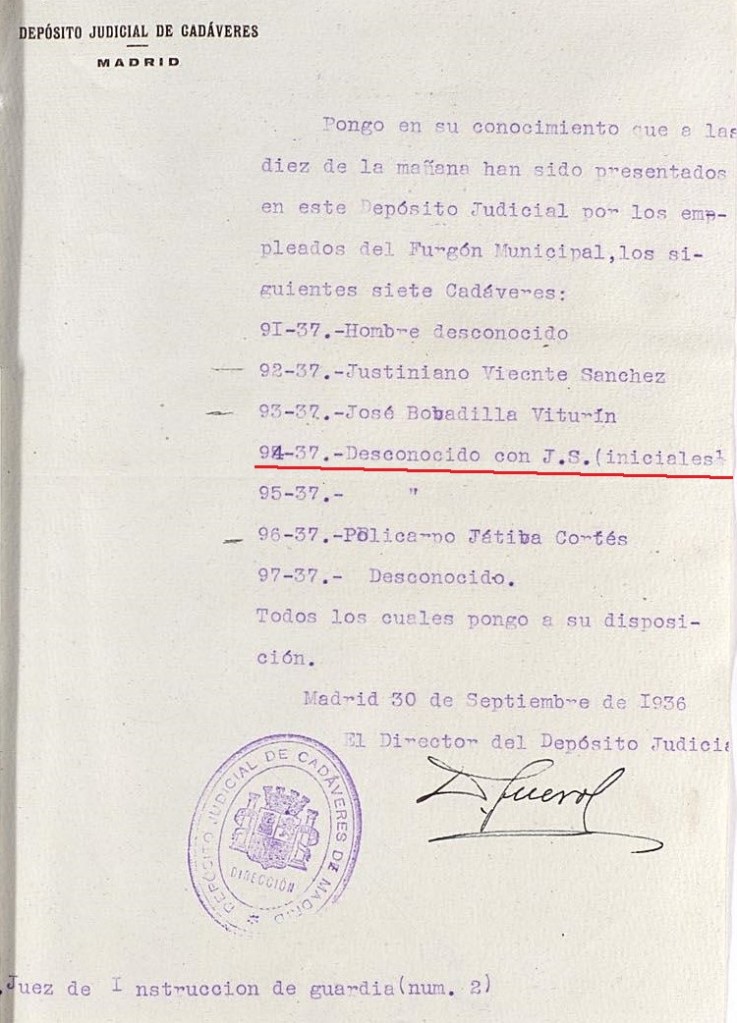 DEPÓSITO JUDICIAL DE CADÁVERES
MADRID
Pongo en su conocimiento que a las
diez de la mañana han sido presentados
en este Depósito Judicial por los em-
pleados del Furgón Municipal,los si-
guientes siete Cadáveres:
9I-37.-Hombre desconocido
92-37.-Justiniano Viecnte Sanchez
93-37.-José Bobadilla Viturín
94-37.-Desconocido con J.S.(iniciales)
95-37.- "
96-37.-Policarpo Játiba Cortés
97-37.- Desconocido.
Todos los cuales pongo a su disposi-
ción.
Madrid 30 de Septiembre de I936
El Director del Depósito Judicia
DEPÓSITO JUDICIAL DE CADÁVERES DE MADRID
DIRECCIÓN
Juez de I nstruccion de guardia(num. 2)